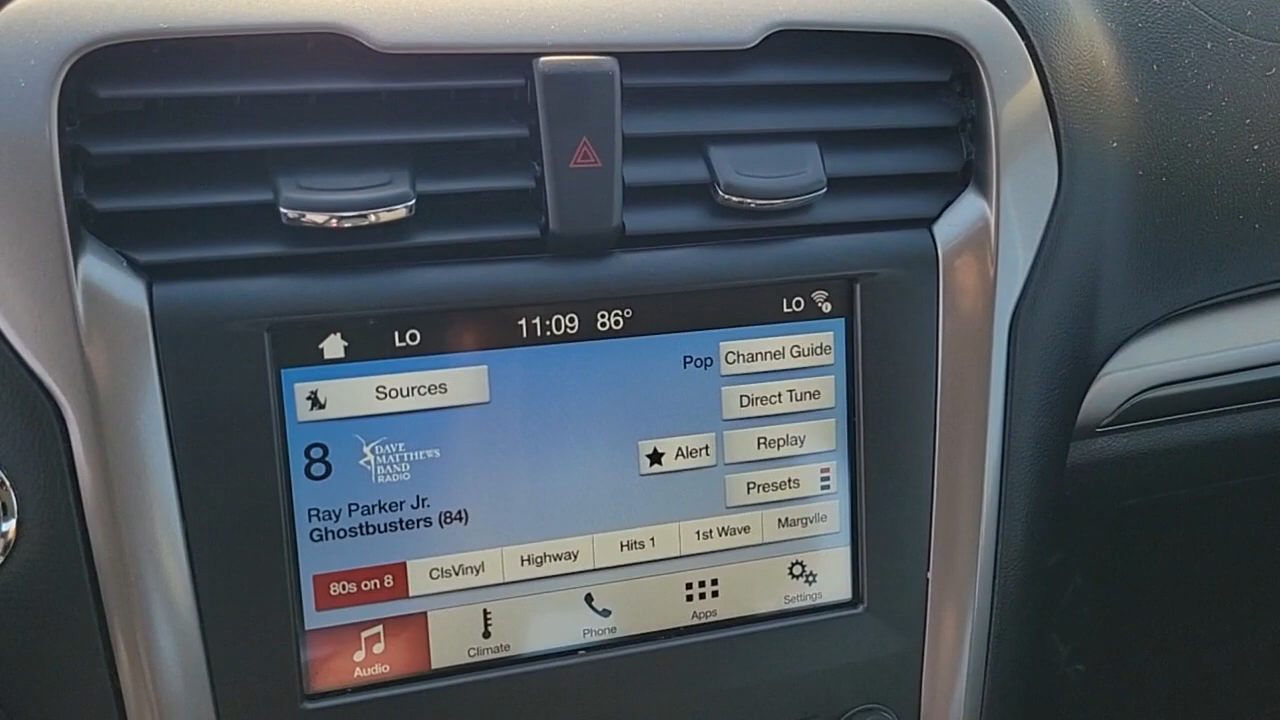 LO
11:09 86°
LO
Sources
Pop
Channel Guide
Direct Tune
8
DAVE
MATTHEWS
BAND
RADIO
Alert
Replay
Presets
Ray Parker Jr.
Ghostbusters (84)
80s on 8
ClsVinyl
Highway
Hits 1
1st Wave
Margvlle
Audio
Climate
Phone
Apps
Settings